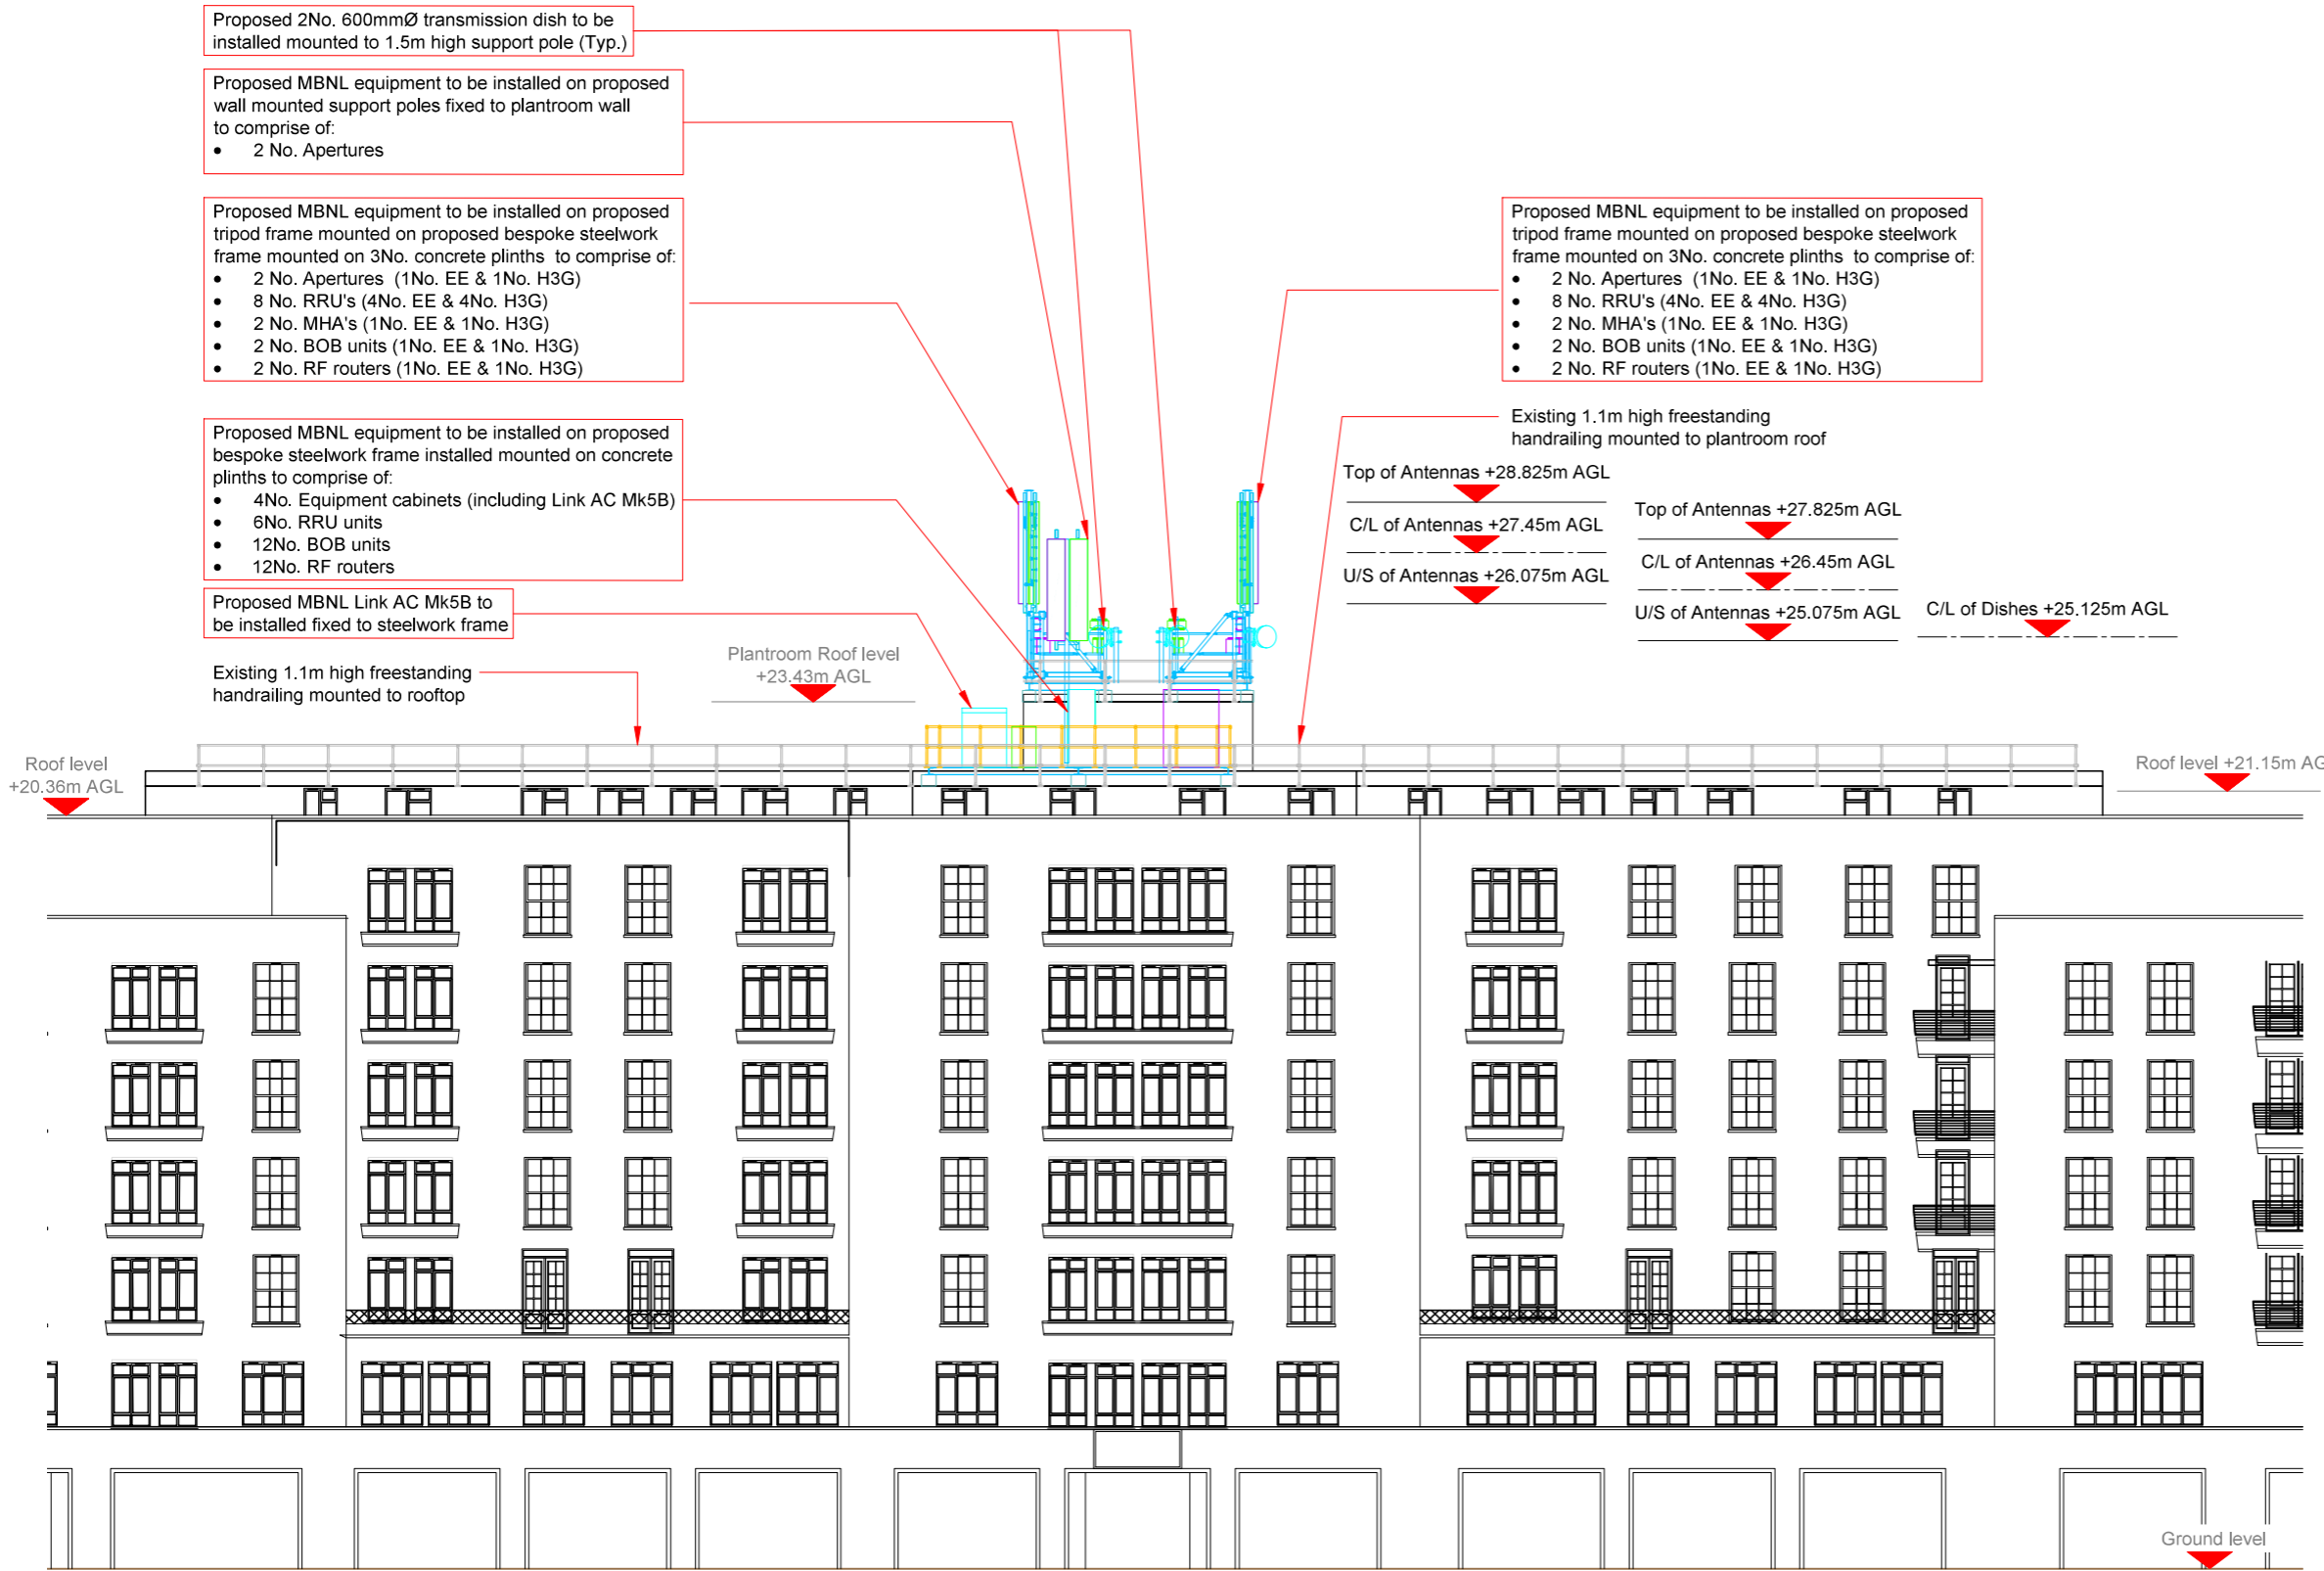 Proposed 2No. 600mmØ transmission dish to be
installed mounted to 1.5m high support pole (Typ.)
Proposed MBNL equipment to be installed on proposed
wall mounted support poles fixed to plantroom wall
to comprise of:
• 2 No. Apertures
Proposed MBNL equipment to be installed on proposed
tripod frame mounted on proposed bespoke steelwork
frame mounted on 3No. concrete plinths to comprise of:
• 2 No. Apertures (1No. EE & 1No. H3G)
• 8 No. RRU's (4No. EE & 4No. H3G)
• 2 No. MHA's (1No. EE & 1No. H3G)
• 2 No. BOB units (1No. EE & 1No. H3G)
• 2 No. RF routers (1No. EE & 1No. H3G)
Proposed MBNL equipment to be installed on proposed
bespoke steelwork frame installed mounted on concrete
plinths to comprise of:
• 4No. Equipment cabinets (including Link AC Mk5B)
• 6No. RRU units
• 12No. BOB units
• 12No. RF routers
Proposed MBNL Link AC Mk5B to
be installed fixed to steelwork frame
Existing 1.1m high freestanding
handrailing mounted to rooftop
Plantroom Roof level
+23.43m AGL
Roof level
+20.36m AGL
Proposed MBNL equipment to be installed on proposed
tripod frame mounted on proposed bespoke steelwork
frame mounted on 3No. concrete plinths to comprise of:
• 2 No. Apertures (1No. EE & 1No. H3G)
• 8 No. RRU's (4No. EE & 4No. H3G)
• 2 No. MHA's (1No. EE & 1No. H3G)
• 2 No. BOB units (1No. EE & 1No. H3G)
• 2 No. RF routers (1No. EE & 1No. H3G)
Existing 1.1m high freestanding
handrailing mounted to plantroom roof
Top of Antennas +28.825m AGL
C/L of Antennas +27.45m AGL
U/S of Antennas +26.075m AGL
Top of Antennas +27.825m AGL
C/L of Antennas +26.45m AGL
U/S of Antennas +25.075m AGL
C/L of Dishes +25.125m AGL
Roof level +21.15m AG
Ground level